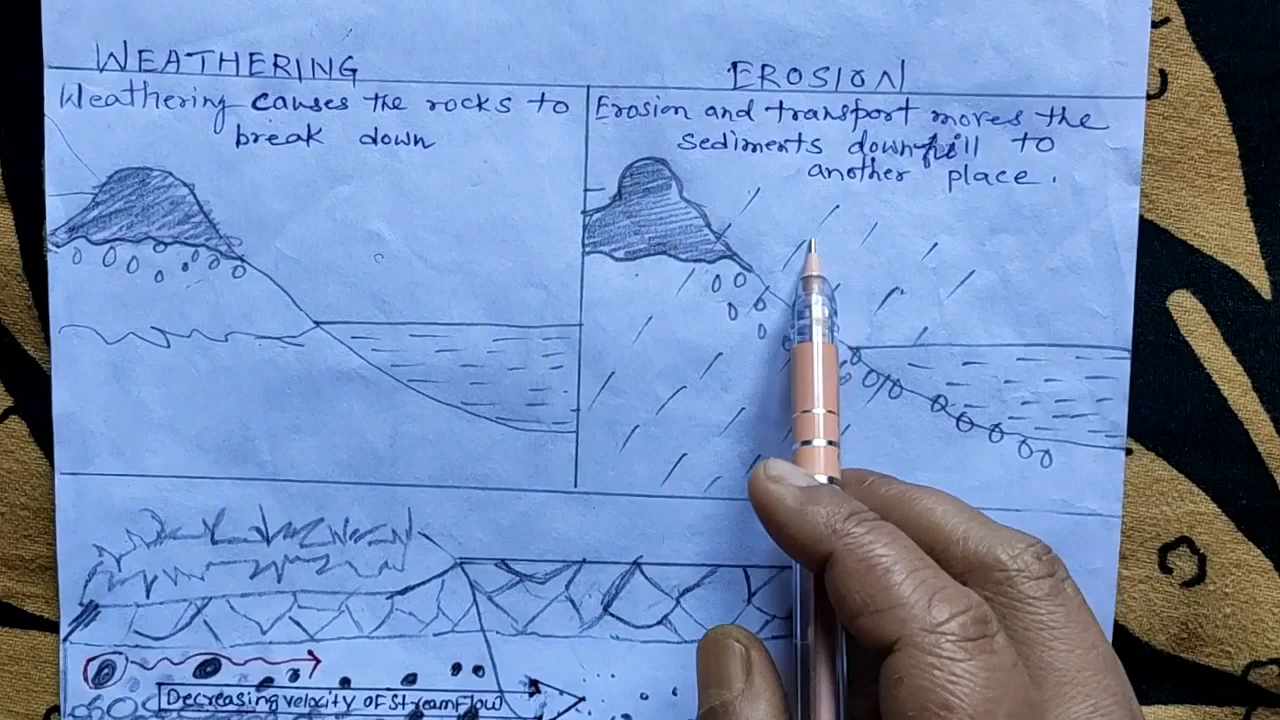 WEATHERING
Weathering causes the rocks to
break down
EROSION
Erosion and transport moves the
sediments downhill to
another place.
Decreasing velocity of Stream Flow